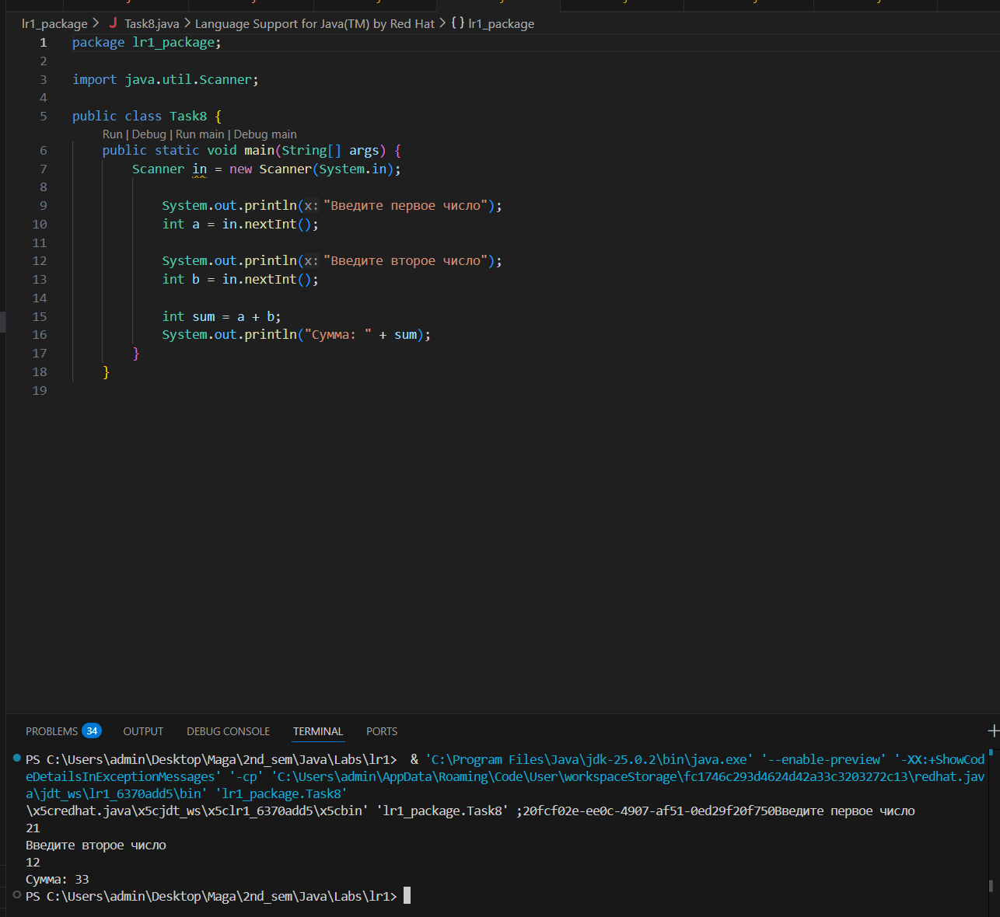 lr1_package > J Task8.java > Language Support for Java(TM) by Red Hat > {} lr1_package
1 package lr1_package;
2
3 import java.util.Scanner;
4
5 public class Task8 {
Run | Debug | Run main | Debug main
6 public static void main(String[] args) {
7 Scanner in = new Scanner(System.in);
8
9 System.out.println(x: "Введите первое число");
10 int a = in.nextInt();
11
12 System.out.println(x: "Введите второе число");
13 int b = in.nextInt();
14
15 int sum = a + b;
16 System.out.println("Сумма: " + sum);
17 }
18 }
19
PROBLEMS 34 OUTPUT DEBUG CONSOLE TERMINAL PORTS
PS C:\Users\admin\Desktop\Maga\2nd_sem\Java\Labs\lr1>  & 'C:\Program Files\Java\jdk-25.0.2\bin\java.exe' '--enable-preview' '-XX:+ShowCod
eDetailsInExceptionMessages' '-cp' 'C:\Users\admin\AppData\Roaming\Code\User\workspaceStorage\fc1746c293d4624d42a33c3203272c13\redhat.jav
a\jdt_ws\lr1_6370add5\bin' 'lr1_package.Task8'
\x5credhat.java\x5cjdt_ws\x5clr1_6370add5\x5cbin' 'lr1_package.Task8' ;20fcf02e-ee0c-4907-af51-0ed29f20f750Введите первое число
21
Введите второе число
12
Сумма: 33
PS C:\Users\admin\Desktop\Maga\2nd_sem\Java\Labs\lr1>